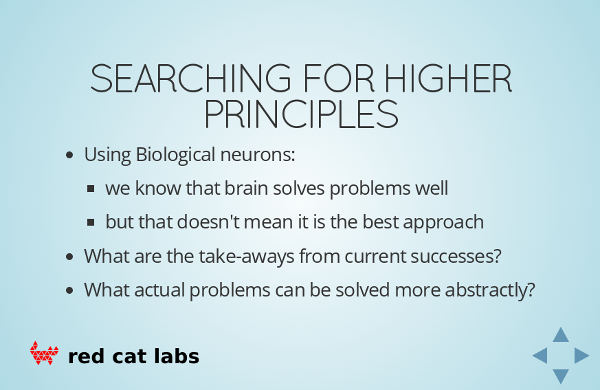 SEARCHING FOR HIGHER
PRINCIPLES
Using Biological neurons:
we know that brain solves problems well
but that doesn't mean it is the best approach
What are the take-aways from current successes?
What actual problems can be solved more abstractly?
red cat labs